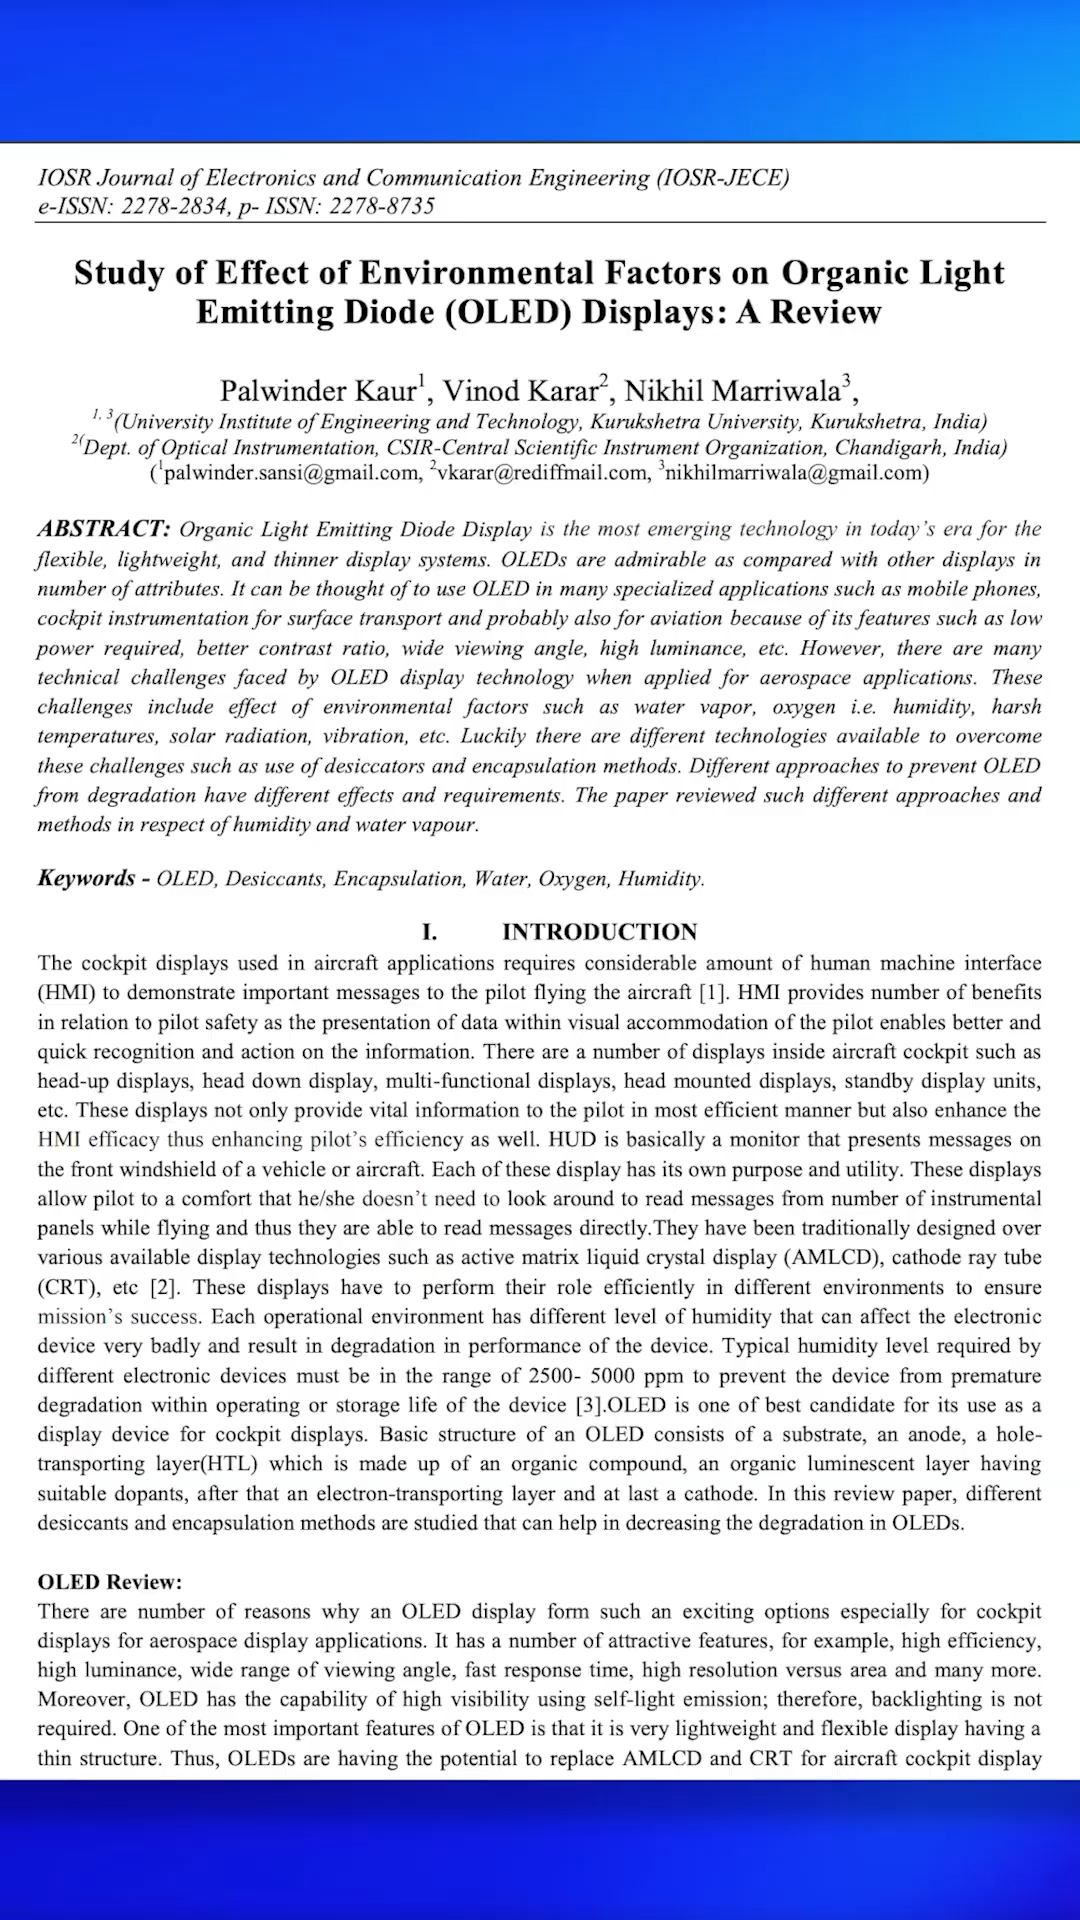 IOSR Journal of Electronics and Communication Engineering (IOSR-JECE)
e-ISSN: 2278-2834, p- ISSN: 2278-8735
Study of Effect of Environmental Factors on Organic Light
Emitting Diode (OLED) Displays: A Review
Palwinder Kaur1, Vinod Karar2, Nikhil Marriwala3,
1, 3(University Institute of Engineering and Technology, Kurukshetra University, Kurukshetra, India)
2(Dept. of Optical Instrumentation, CSIR-Central Scientific Instrument Organization, Chandigarh, India)
(1palwinder.sansi@gmail.com, 2vkarar@rediffmail.com, 3nikhilmarriwala@gmail.com)
ABSTRACT: Organic Light Emitting Diode Display is the most emerging technology in today's era for the
flexible, lightweight, and thinner display systems. OLEDs are admirable as compared with other displays in
number of attributes. It can be thought of to use OLED in many specialized applications such as mobile phones,
cockpit instrumentation for surface transport and probably also for aviation because of its features such as low
power required, better contrast ratio, wide viewing angle, high luminance, etc. However, there are many
technical challenges faced by OLED display technology when applied for aerospace applications. These
challenges include effect of environmental factors such as water vapor, oxygen i.e. humidity, harsh
temperatures, solar radiation, vibration, etc. Luckily there are different technologies available to overcome
these challenges such as use of desiccators and encapsulation methods. Different approaches to prevent OLED
from degradation have different effects and requirements. The paper reviewed such different approaches and
methods in respect of humidity and water vapour.
Keywords - OLED, Desiccants, Encapsulation, Water, Oxygen, Humidity.
I. INTRODUCTION
The cockpit displays used in aircraft applications requires considerable amount of human machine interface
(HMI) to demonstrate important messages to the pilot flying the aircraft [1]. HMI provides number of benefits
in relation to pilot safety as the presentation of data within visual accommodation of the pilot enables better and
quick recognition and action on the information. There are a number of displays inside aircraft cockpit such as
head-up displays, head down display, multi-functional displays, head mounted displays, standby display units,
etc. These displays not only provide vital information to the pilot in most efficient manner but also enhance the
HMI efficacy thus enhancing pilot's efficiency as well. HUD is basically a monitor that presents messages on
the front windshield of a vehicle or aircraft. Each of these display has its own purpose and utility. These displays
allow pilot to a comfort that he/she doesn't need to look around to read messages from number of instrumental
panels while flying and thus they are able to read messages directly.They have been traditionally designed over
various available display technologies such as active matrix liquid crystal display (AMLCD), cathode ray tube
(CRT), etc [2]. These displays have to perform their role efficiently in different environments to ensure
mission's success. Each operational environment has different level of humidity that can affect the electronic
device very badly and result in degradation in performance of the device. Typical humidity level required by
different electronic devices must be in the range of 2500- 5000 ppm to prevent the device from premature
degradation within operating or storage life of the device [3].OLED is one of best candidate for its use as a
display device for cockpit displays. Basic structure of an OLED consists of a substrate, an anode, a hole-
transporting layer(HTL) which is made up of an organic compound, an organic luminescent layer having
suitable dopants, after that an electron-transporting layer and at last a cathode. In this review paper, different
desiccants and encapsulation methods are studied that can help in decreasing the degradation in OLEDs.
OLED Review:
There are number of reasons why an OLED display form such an exciting options especially for cockpit
displays for aerospace display applications. It has a number of attractive features, for example, high efficiency,
high luminance, wide range of viewing angle, fast response time, high resolution versus area and many more.
Moreover, OLED has the capability of high visibility using self-light emission; therefore, backlighting is not
required. One of the most important features of OLED is that it is very lightweight and flexible display having a
thin structure. Thus, OLEDs are having the potential to replace AMLCD and CRT for aircraft cockpit display